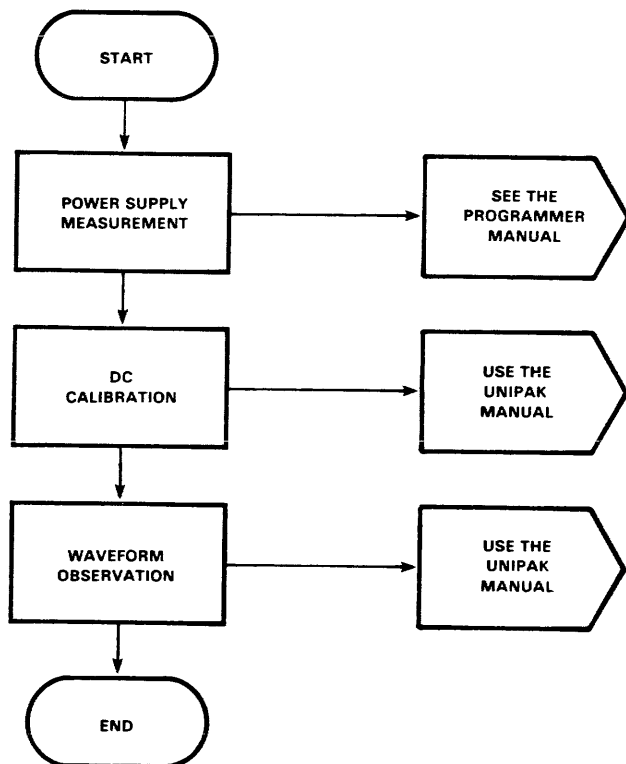 START
POWER SUPPLY
MEASUREMENT
SEE THE
PROGRAMMER
MANUAL
DC
CALIBRATION
USE THE
UNIPAK
MANUAL
WAVEFORM
OBSERVATION
USE THE
UNIPAK
MANUAL
END